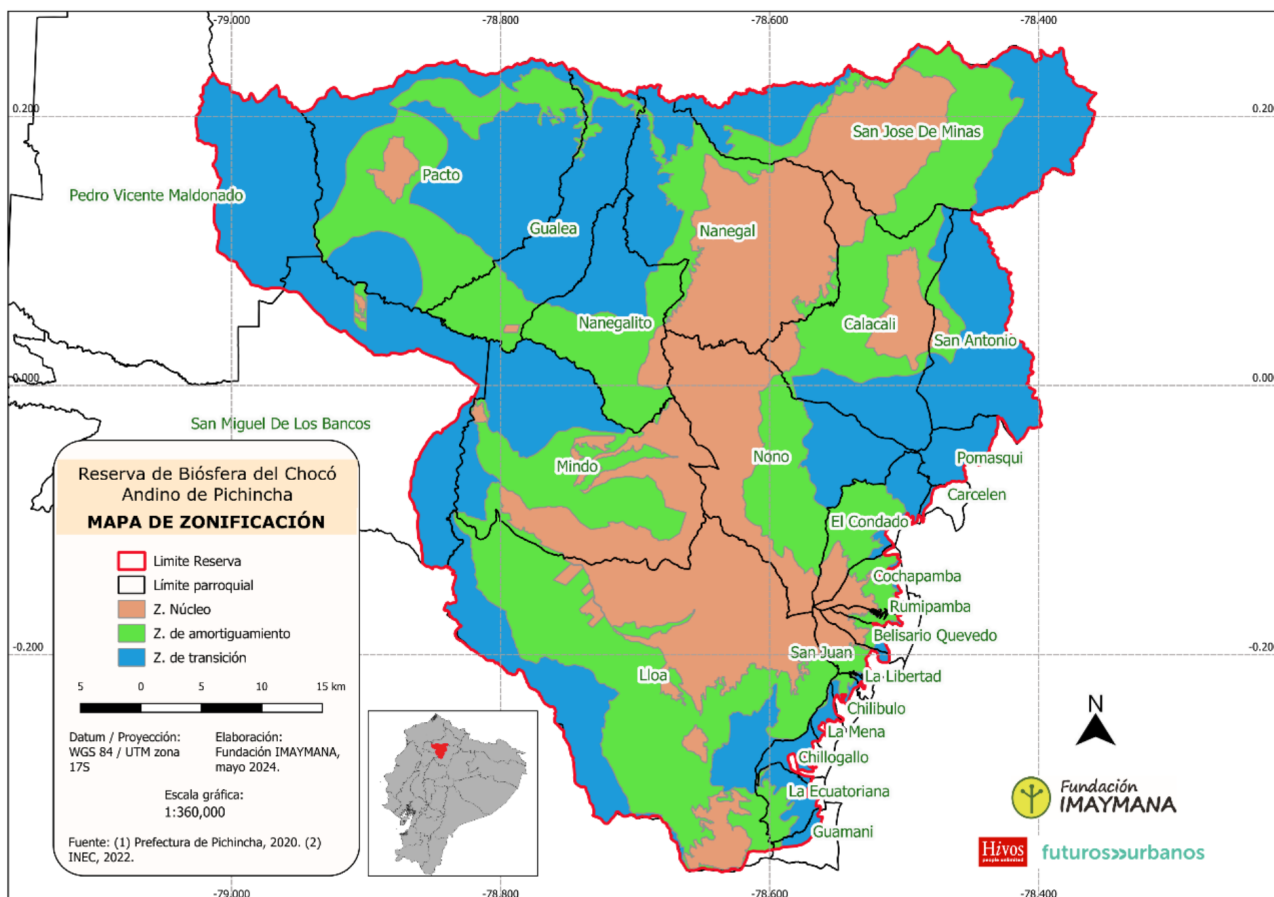 -79.000
-78.800
-78.600
-78.400
0.200
0.20
San Jose De Minas
Pacto
Pedro Vicente Maldonado
Gualea
Nanegal
Nanegalito
Calacali
San Antonio
0.000
0.00
San Miguel De Los Bancos
Mindo
Nono
Pomasqui
Carcelen
El Condado
Cochapamba
Rumipamba
Belisario Quevedo
-0.200
-0.20
San Juan
Lloa
La Libertad
Chilibulo
La Mena
Chillogallo
La Ecuatoriana
Guamani
Reserva de Biósfera del Chocó
Andino de Pichincha
MAPA DE ZONIFICACIÓN
Limite Reserva
Límite parroquial
Z. Núcleo
Z. de amortiguamiento
Z. de transición
5 0 5 10 15 km
Datum / Proyección:
WGS 84 / UTM zona
17S
Elaboración:
Fundación IMAYMANA,
mayo 2024.
Escala gráfica:
1:360,000
Fuente: (1) Prefectura de Pichincha, 2020. (2)
INEC, 2022.
N
Fundación
IMAYMANA
Hivos
people unlimited
futuros»urbanos
-79.000
-78.800
-78.600
-78.400